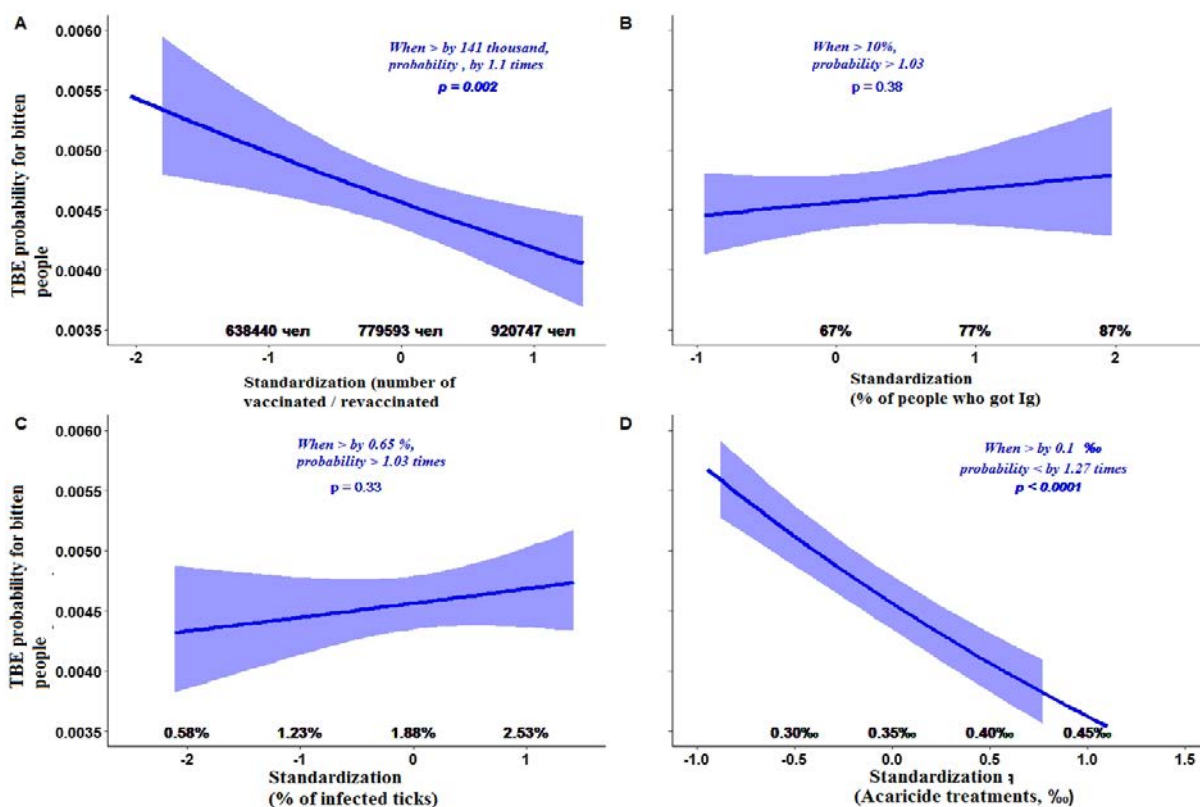 A
B
0.0060
0.0055
0.0050
0.0045
0.0040
0.0035
TBE probability for bitten
people
When > by 141 thousand,
probability , by 1.1 times
p = 0.002
638440 чел 779593 чел 920747 чел
-2 -1 0 1
Standardization (number of
vaccinated / revaccinated
When > 10%,
probability > 1.03
p = 0.38
67% 77% 87%
-1 0 1 2
Standardization
(% of people who got Ig)
C
D
0.0060
0.0055
0.0050
0.0045
0.0040
0.0035
TBE probability for bitten
people
When > by 0.65 %,
probability > 1.03 times
p = 0.33
0.58% 1.23% 1.88% 2.53%
-2 -1 0 1
Standardization
(% of infected ticks)
When > by 0.1 ‰
probability < by 1.27 times
p < 0.0001
0.30‰ 0.35‰ 0.40‰ 0.45‰
-1.0 -0.5 0.0 0.5 1.0 1.5
Standardization
(Acaricide treatments, ‰)